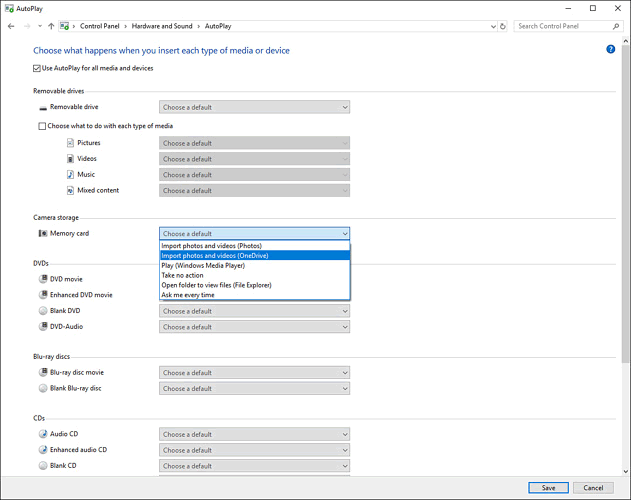 AutoPlay
Control Panel > Hardware and Sound > AutoPlay
Search Control Panel
Choose what happens when you insert each type of media or device
Use AutoPlay for all media and devices
Removable drives
Removable drive Choose a default
Choose what to do with each type of media
Pictures Choose a default
Videos Choose a default
Music Choose a default
Mixed content Choose a default
Camera storage
Memory card Choose a default
Import photos and videos (Photos)
Import photos and videos (OneDrive)
Play (Windows Media Player)
Take no action
Open folder to view files (File Explorer)
Ask me every time
DVDs
DVD movie
Enhanced DVD movie
Blank DVD Choose a default
DVD-Audio Choose a default
Blu-ray discs
Blu-ray disc movie Choose a default
Blank Blu-ray disc Choose a default
CDs
Audio CD Choose a default
Enhanced audio CD Choose a default
Blank CD Choose a default
Save Cancel